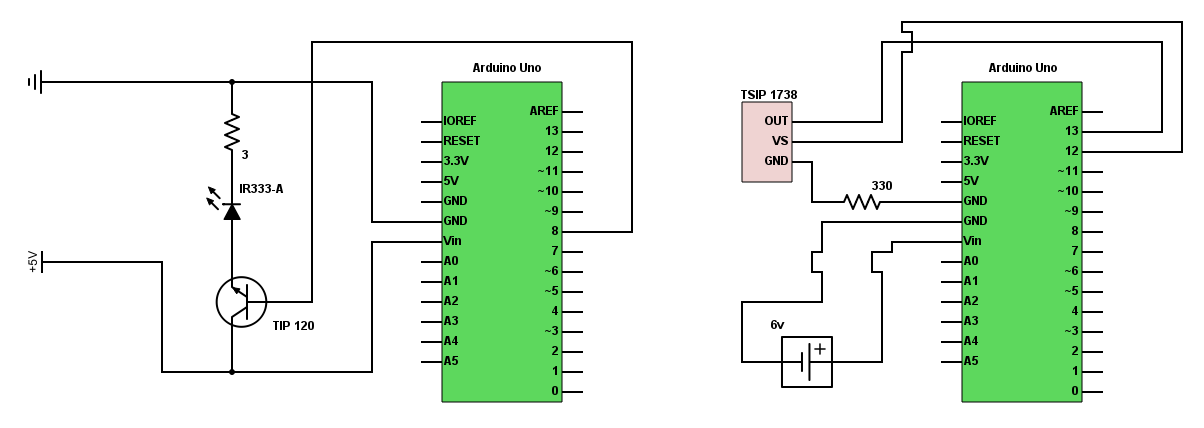 Arduino Uno
IOREF
RESET
3.3V
5V
GND
GND
Vin
A0
A1
A2
A3
A4
A5
AREF
13
12
~11
~10
~9
8
7
~6
~5
4
~3
2
1
0
3
IR333-A
+5V
TIP 120
TSIP 1738
OUT
VS
GND
330
6v
+
Arduino Uno
IOREF
RESET
3.3V
5V
GND
GND
Vin
A0
A1
A2
A3
A4
A5
AREF
13
12
~11
~10
~9
8
7
~6
~5
4
~3
2
1
0